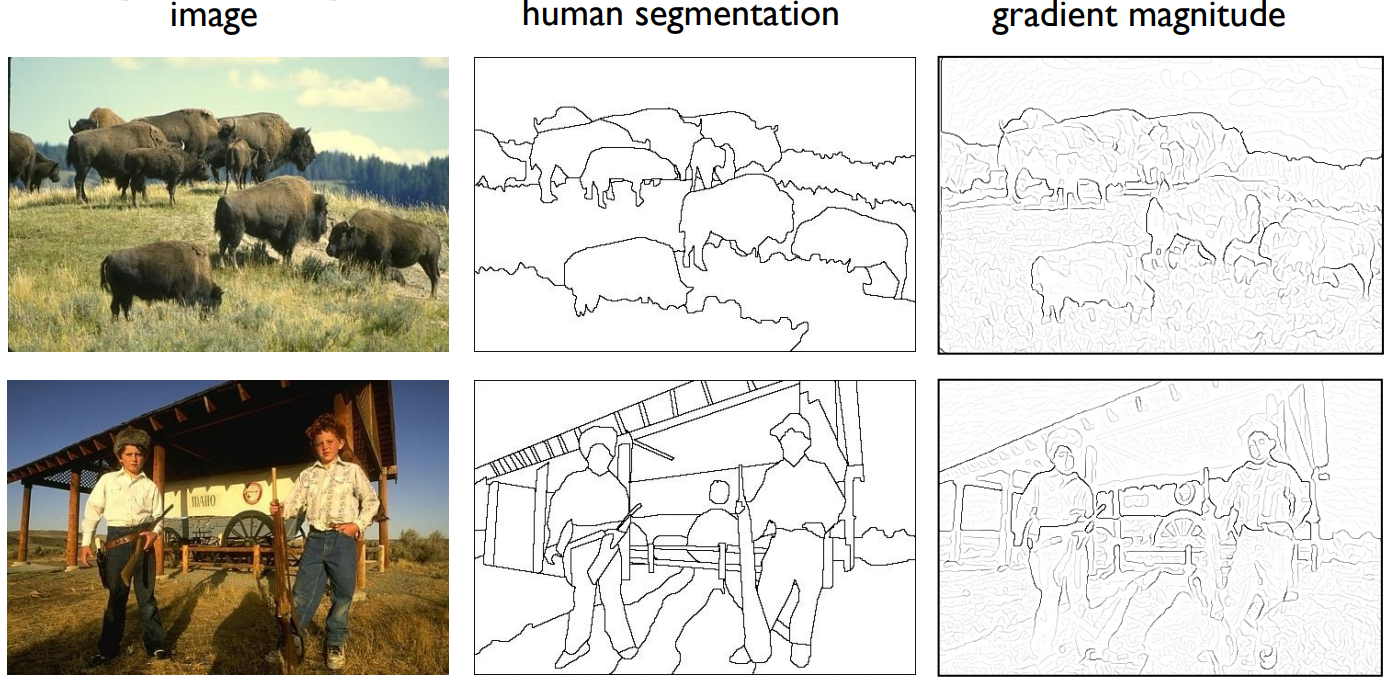 image
human segmentation
gradient magnitude
IDAHO